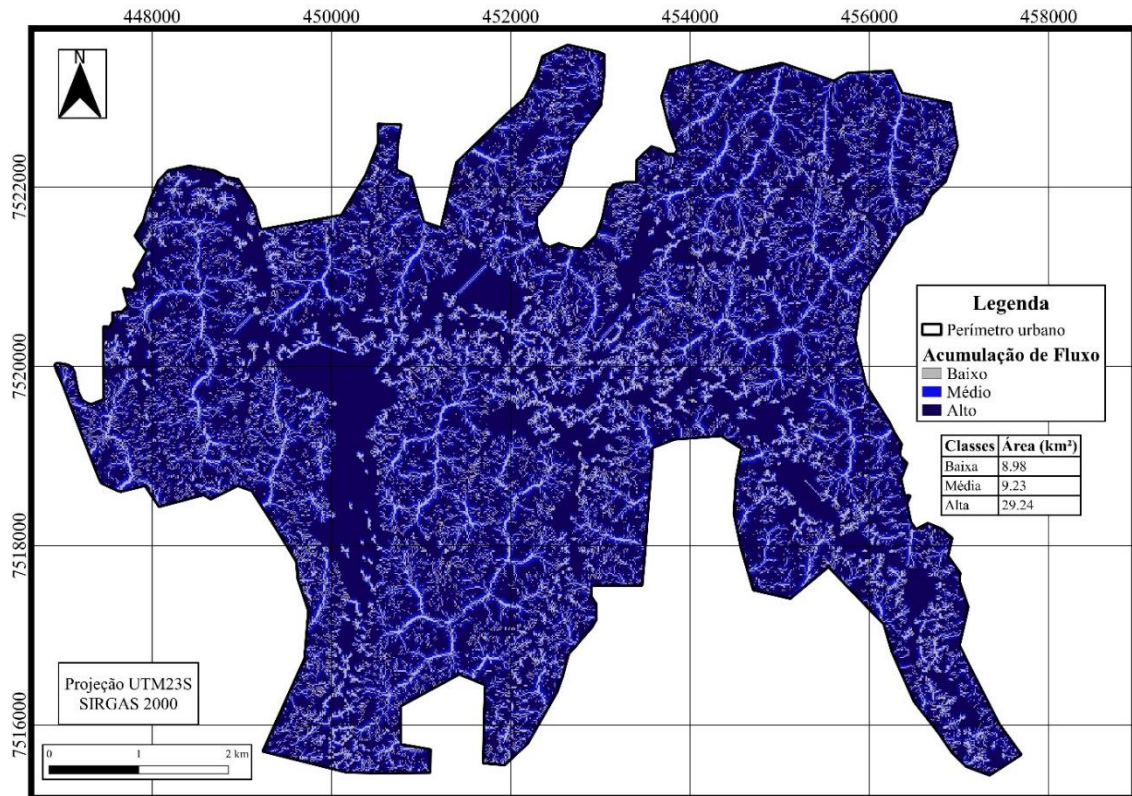 448000 450000 452000 454000 456000 458000
N
7522000
7520000
7518000
7516000
Legenda
Perímetro urbano
Acumulação de Fluxo
Baixo
Médio
Alto
Classes Área (km²)
Baixa 8.98
Média 9.23
Alta 29.24
Projeção UTM23S
SIRGAS 2000
0 1 2 km